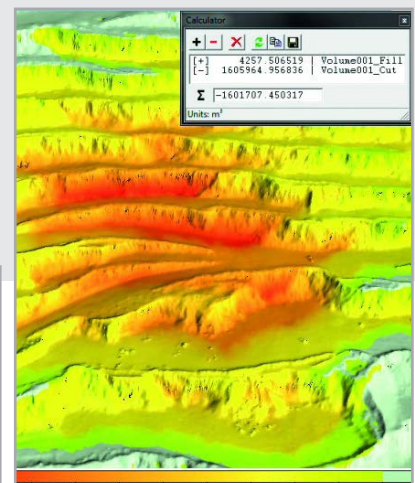 Calculator
[+] 4257.506519 | Volume001_Fill
[-] 1605964.956836 | Volume001_Cut
Σ -1601707.450317
Units: m³